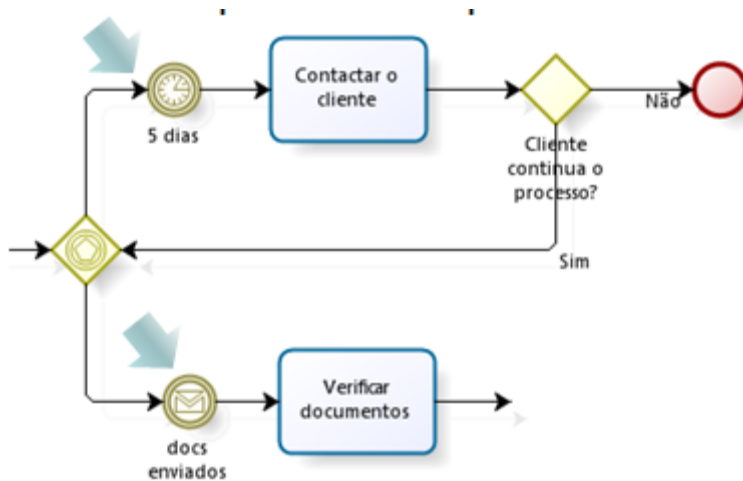 5 dias
Contactar o
cliente
Cliente
continua o
processo?
Não
Sim
docs
enviados
Verificar
documentos